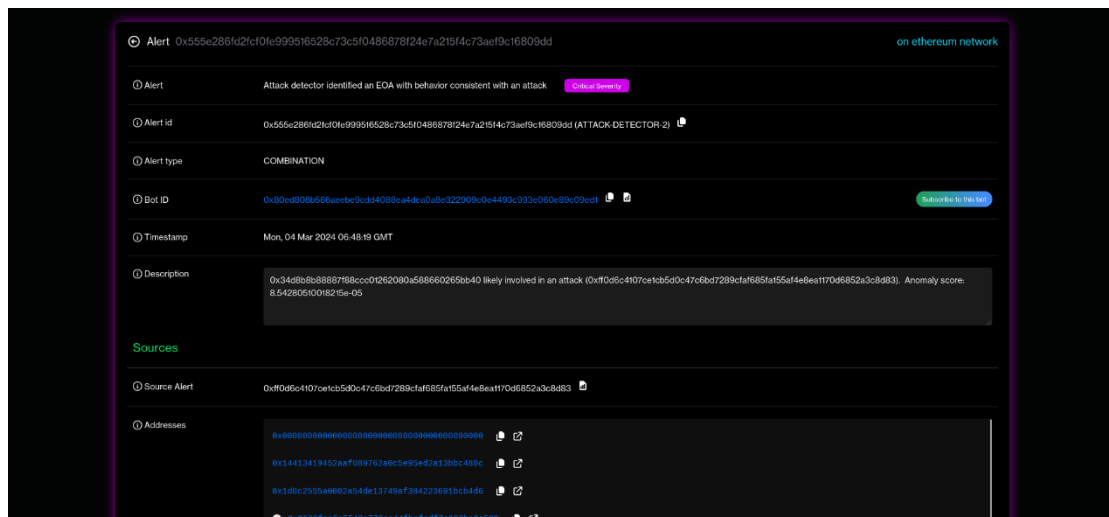 Alert 0x555e286fd2fcf0fe999516528c73c5f0486878f24e7a215f4c73aef9c16809dd
on ethereum network
Alert
Attack detector identified an EOA with behavior consistent with an attack
Critical Severity
Alert id
0x555e286fd2fcf0fe999516528c73c5f0486878f24e7a215f4c73aef9c16809dd (ATTACK-DETECTOR-2)
Alert type
COMBINATION
Bot ID
0x80ed808b586aeebe9cdd4088ea4dea0a8e322909c0e4493c993e060e89c09ed1
Subscribe to this bot
Timestamp
Mon, 04 Mar 2024 06:48:19 GMT
Description
0x34d8b8b88887f88ccc01262080a588660265bb40 likely involved in an attack (0xff0d6c4107ce1cb5d0c47c6bd7289cfaf685fa155af4e8ea1170d6852a3c8d83). Anomaly score:
8.54280510018215e-05
Sources
Source Alert
0xff0d6c4107ce1cb5d0c47c6bd7289cfaf685fa155af4e8ea1170d6852a3c8d83
Addresses
0x0000000000000000000000000000000000000000
0x14413419452aaf089762a0c5e95ed2a13bbc488c
0x1d6c2555a0002a54de13749af384223691bcb4d6